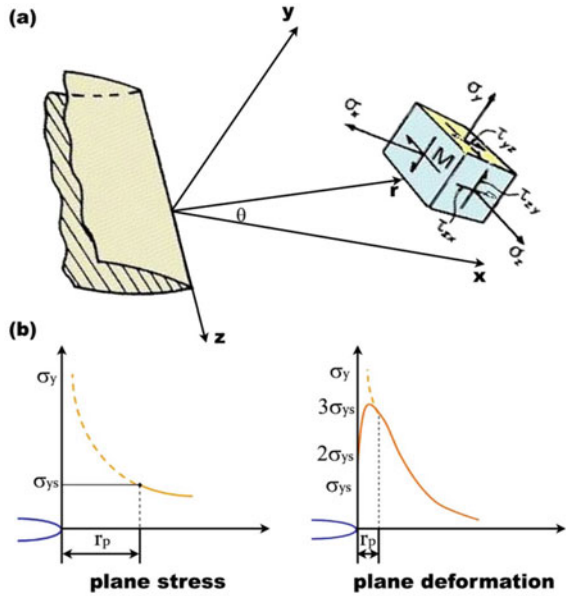 (a)
y
σy
τyz
σx
M
τzy
r
τzx
θ
σz
x
z
(b)
σy
σys
rp
plane stress
σy
3σys
2σys
σys
rp
plane deformation